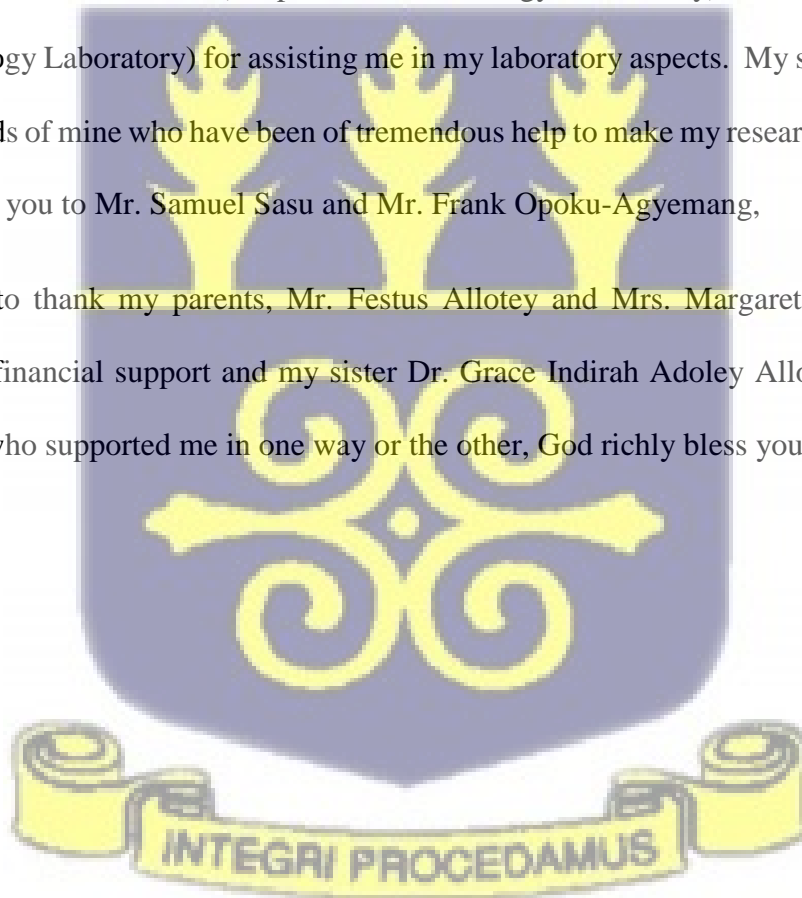 ogy Laboratory) for assisting me in my laboratory aspects. My s
ds of mine who have been of tremendous help to make my resear
you to Mr. Samuel Sasu and Mr. Frank Opoku-Agyemang,
to thank my parents, Mr. Festus Allotey and Mrs. Margaret
financial support and my sister Dr. Grace Indirah Adoley Allo
who supported me in one way or the other, God richly bless you
INTEGRI PROCEDAMUS